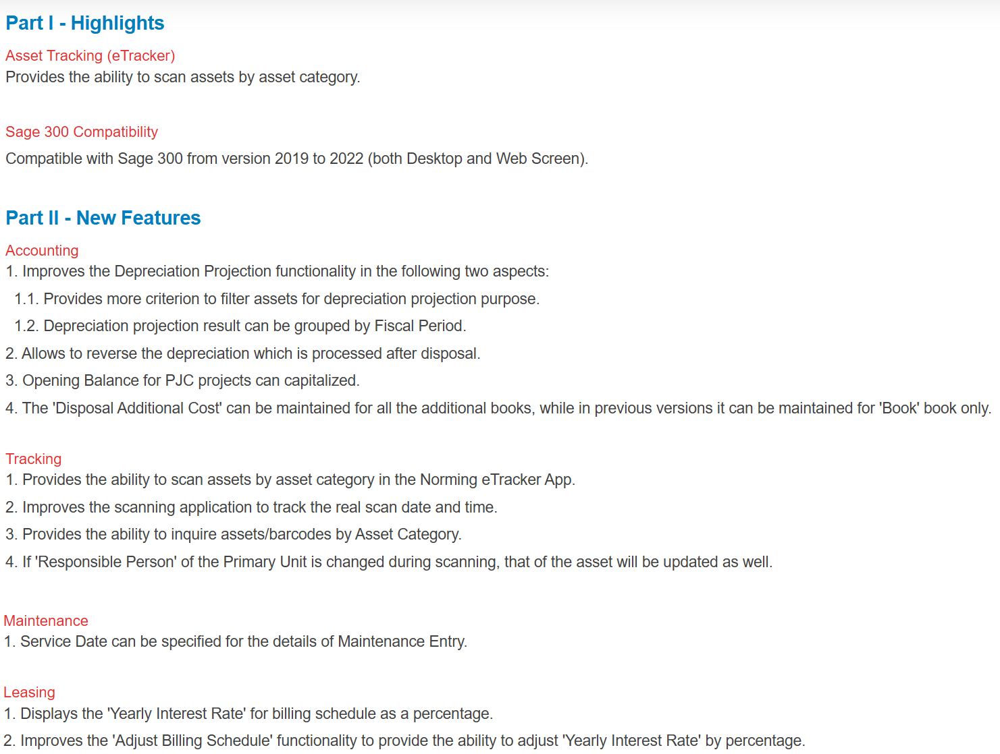 Part I - Highlights
Asset Tracking (eTracker)
Provides the ability to scan assets by asset category.
Sage 300 Compatibility
Compatible with Sage 300 from version 2019 to 2022 (both Desktop and Web Screen).
Part II - New Features
Accounting
1. Improves the Depreciation Projection functionality in the following two aspects:
1.1. Provides more criterion to filter assets for depreciation projection purpose.
1.2. Depreciation projection result can be grouped by Fiscal Period.
2. Allows to reverse the depreciation which is processed after disposal.
3. Opening Balance for PJC projects can capitalized.
4. The 'Disposal Additional Cost' can be maintained for all the additional books, while in previous versions it can be maintained for 'Book' book only.
Tracking
1. Provides the ability to scan assets by asset category in the Norming eTracker App.
2. Improves the scanning application to track the real scan date and time.
3. Provides the ability to inquire assets/barcodes by Asset Category.
4. If 'Responsible Person' of the Primary Unit is changed during scanning, that of the asset will be updated as well.
Maintenance
1. Service Date can be specified for the details of Maintenance Entry.
Leasing
1. Displays the 'Yearly Interest Rate' for billing schedule as a percentage.
2. Improves the 'Adjust Billing Schedule' functionality to provide the ability to adjust 'Yearly Interest Rate' by percentage.